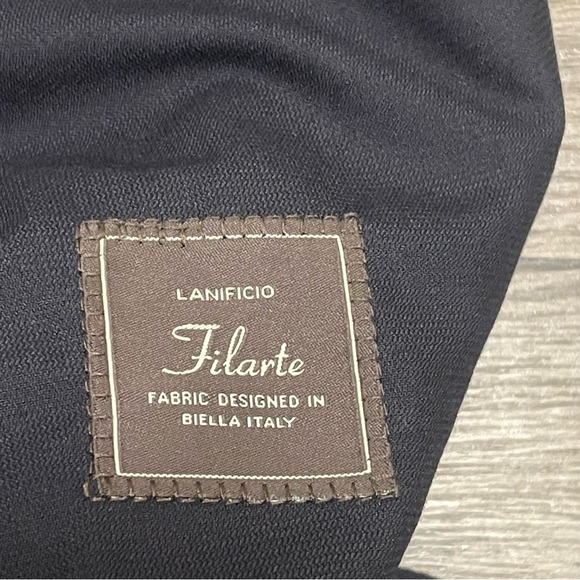 LANIFICIO
Filarte
FABRIC DESIGNED IN
BIELLA ITALY